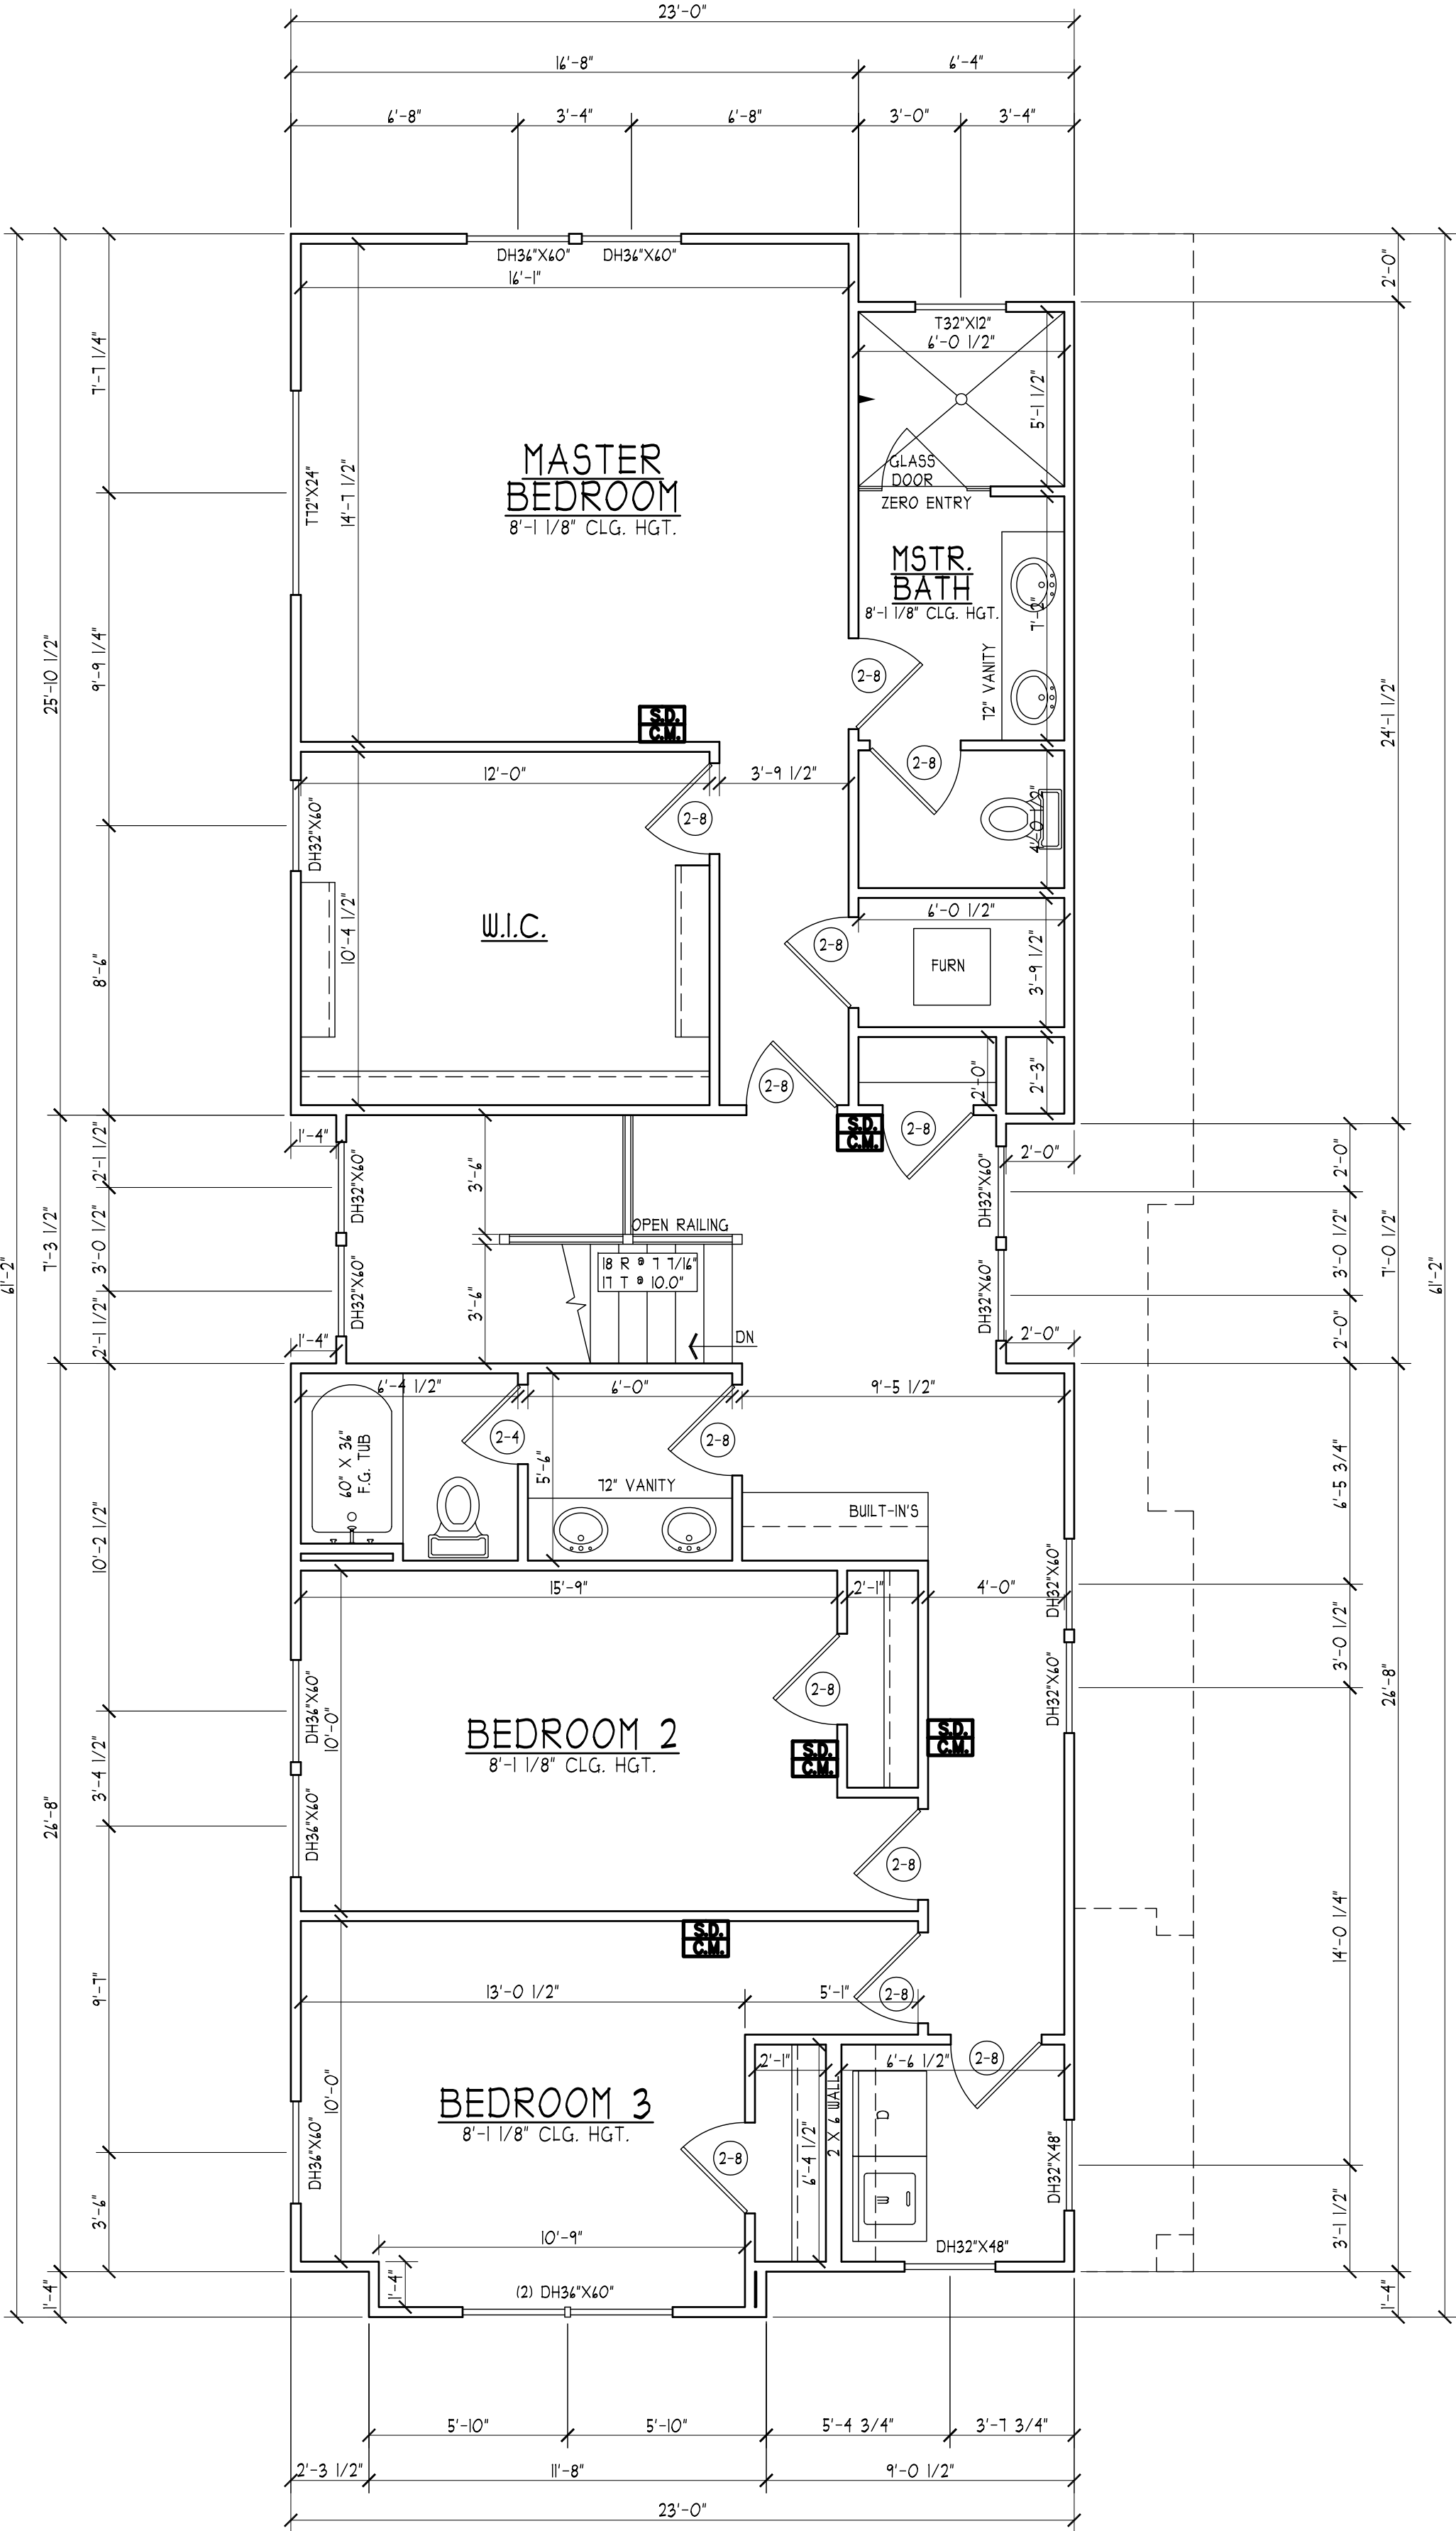 23'-0"
16'-8"
6'-4"
6'-8"
3'-4"
6'-8"
3'-0"
3'-4"
DH36"X60"
DH36"X60"
16'-1"
2'-0"
T32"X12"
6'-0 1/2"
5'-1 1/2"
7'-7 1/4"
T72"X24"
14'-7 1/2"
MASTER
BEDROOM
8'-1 1/8" CLG. HGT.
GLASS
DOOR
ZERO ENTRY
MSTR.
BATH
8'-1 1/8" CLG. HGT.
7'-2"
72" VANITY
25'-10 1/2"
9'-9 1/4"
24'-1 1/2"
2-8
S.D.
C.M.
2-8
12'-0"
3'-9 1/2"
DH32"X60"
2-8
W.I.C.
10'-4 1/2"
8'-6"
6'-0 1/2"
2-8
FURN
3'-9 1/2"
2-8
2'-0"
2'-3"
S.D.
C.M.
2-8
1'-4"
2'-0"
2'-1 1/2"
DH32"X60"
3'-6"
DH32"X60"
2'-0"
OPEN RAILING
61'-2"
7'-3 1/2"
3'-0 1/2"
18 R @ 7 7/16"
17 T @ 10.0"
3'-0 1/2"
7'-0 1/2"
61'-2"
DH32"X60"
3'-6"
DH32"X60"
2'-1 1/2"
2'-0"
DN
1'-4"
2'-0"
6'-4 1/2"
6'-0"
9'-5 1/2"
2-4
2-8
60" X 36"
F.G. TUB
5'-6"
72" VANITY
BUILT-IN'S
6'-5 3/4"
10'-2 1/2"
15'-9"
2'-1"
4'-0"
DH32"X60"
3'-0 1/2"
DH32"X60"
26'-8"
2-8
DH36"X60"
10'-0"
BEDROOM 2
8'-1 1/8" CLG. HGT.
S.D.
C.M.
S.D.
C.M.
3'-4 1/2"
DH36"X60"
26'-8"
2-8
S.D.
C.M.
14'-0 1/4"
9'-7"
13'-0 1/2"
5'-1"
2-8
2-8
2'-1"
6'-6 1/2"
2 X 6 WALL
D
10'-0"
BEDROOM 3
8'-1 1/8" CLG. HGT.
DH36"X60"
2-8
6'-4 1/2"
W
DH32"X48"
3'-6"
3'-1 1/2"
10'-9"
DH32"X48"
1'-4"
(2) DH36"X60"
1'-4"
1'-4"
5'-10"
5'-10"
5'-4 3/4"
3'-7 3/4"
2'-3 1/2"
11'-8"
9'-0 1/2"
23'-0"